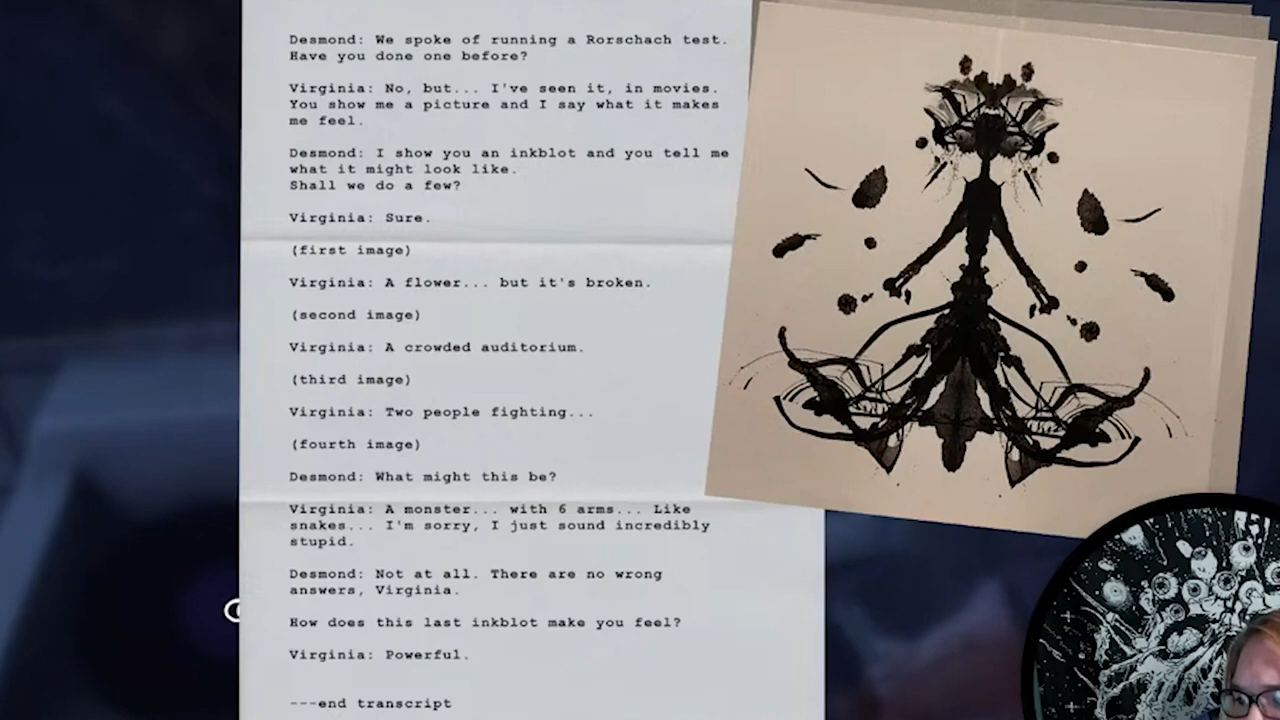 Desmond: We spoke of running a Rorschach test.
Have you done one before?
Virginia: No, but... I've seen it, in movies.
You show me a picture and I say what it makes
me feel.
Desmond: I show you an inkblot and you tell me
what it might look like.
Shall we do a few?
Virginia: Sure.
(first image)
Virginia: A flower... but it's broken.
(second image)
Virginia: A crowded auditorium.
(third image)
Virginia: Two people fighting...
(fourth image)
Desmond: What might this be?
Virginia: A monster... with 6 arms... Like
snakes... I'm sorry, I just sound incredibly
stupid.
Desmond: Not at all. There are no wrong
answers, Virginia.
How does this last inkblot make you feel?
Virginia: Powerful.
---end transcript